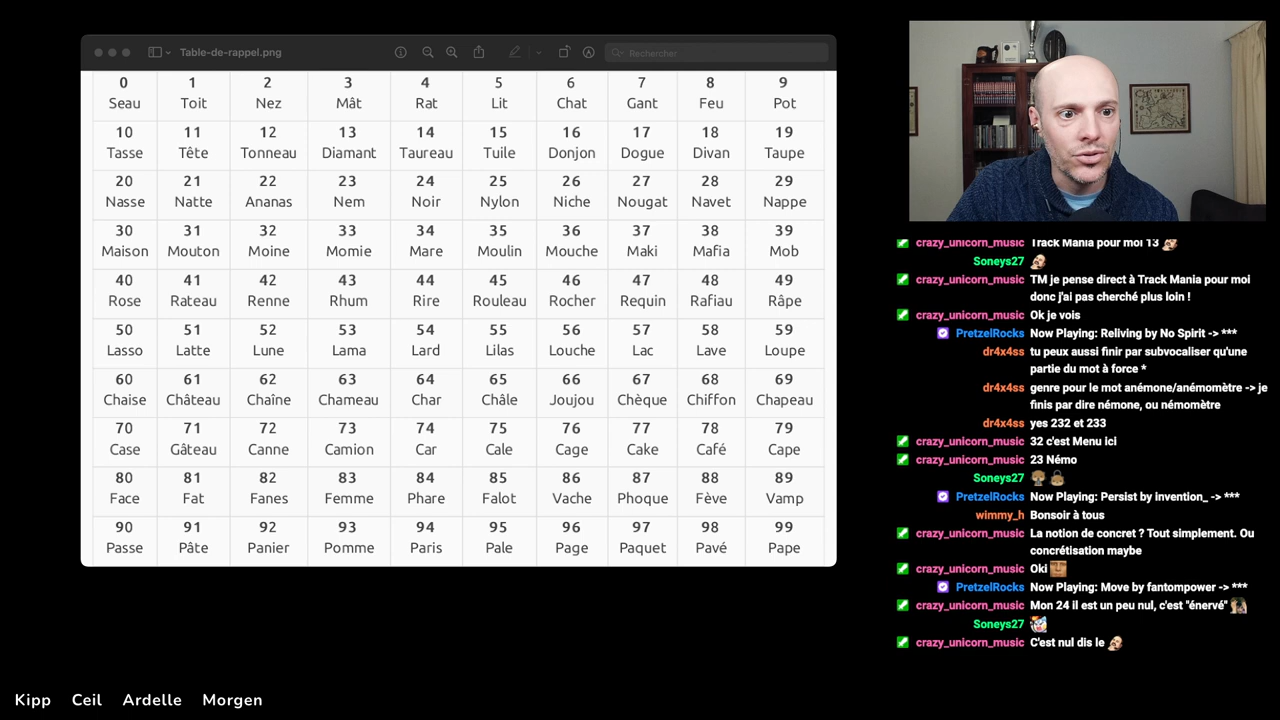 Table-de-rappel.png
Rechercher
0 1 2 3 4 5 6 7 8 9
Seau Toit Nez Mât Rat Lit Chat Gant Feu Pot
10 11 12 13 14 15 16 17 18 19
Tasse Tête Tonneau Diamant Taureau Tuile Donjon Dogue Divan Taupe
20 21 22 23 24 25 26 27 28 29
Nasse Natte Ananas Nem Noir Nylon Niche Nougat Navet Nappe
30 31 32 33 34 35 36 37 38 39
Maison Mouton Moine Momie Mare Moulin Mouche Maki Mafia Mob
40 41 42 43 44 45 46 47 48 49
Rose Rateau Renne Rhum Rire Rouleau Rocher Requin Rafiau Râpe
50 51 52 53 54 55 56 57 58 59
Lasso Latte Lune Lama Lard Lilas Louche Lac Lave Loupe
60 61 62 63 64 65 66 67 68 69
Chaise Château Chaîne Chameau Char Châle Joujou Chèque Chiffon Chapeau
70 71 72 73 74 75 76 77 78 79
Case Gâteau Canne Camion Car Cale Cage Cake Café Cape
80 81 82 83 84 85 86 87 88 89
Face Fat Fanes Femme Phare Falot Vache Phoque Fève Vamp
90 91 92 93 94 95 96 97 98 99
Passe Pâte Panier Pomme Paris Pale Page Paquet Pavé Pape
crazy_unicorn_music Track Mania pour moi 13
Soneys27
crazy_unicorn_music TM je pense direct à Track Mania pour moi
donc j'ai pas cherché plus loin !
crazy_unicorn_music Ok je vois
PretzelRocks Now Playing: Reliving by No Spirit -> ***
dr4x4ss tu peux aussi finir par subvocaliser qu'une
partie du mot à force *
dr4x4ss genre pour le mot anémone/anémomètre -> je
finis par dire némone, ou némomètre
dr4x4ss yes 232 et 233
crazy_unicorn_music 32 c'est Menu ici
crazy_unicorn_music 23 Némo
Soneys27
PretzelRocks Now Playing: Persist by invention_ -> ***
wimmy_h Bonsoir à tous
crazy_unicorn_music La notion de concret ? Tout simplement. Ou
concrétisation maybe
crazy_unicorn_music Oki
PretzelRocks Now Playing: Move by fantompower -> ***
crazy_unicorn_music Mon 24 il est un peu nul, c'est "énervé"
Soneys27
crazy_unicorn_music C'est nul dis le
Kipp Ceil Ardelle Morgen